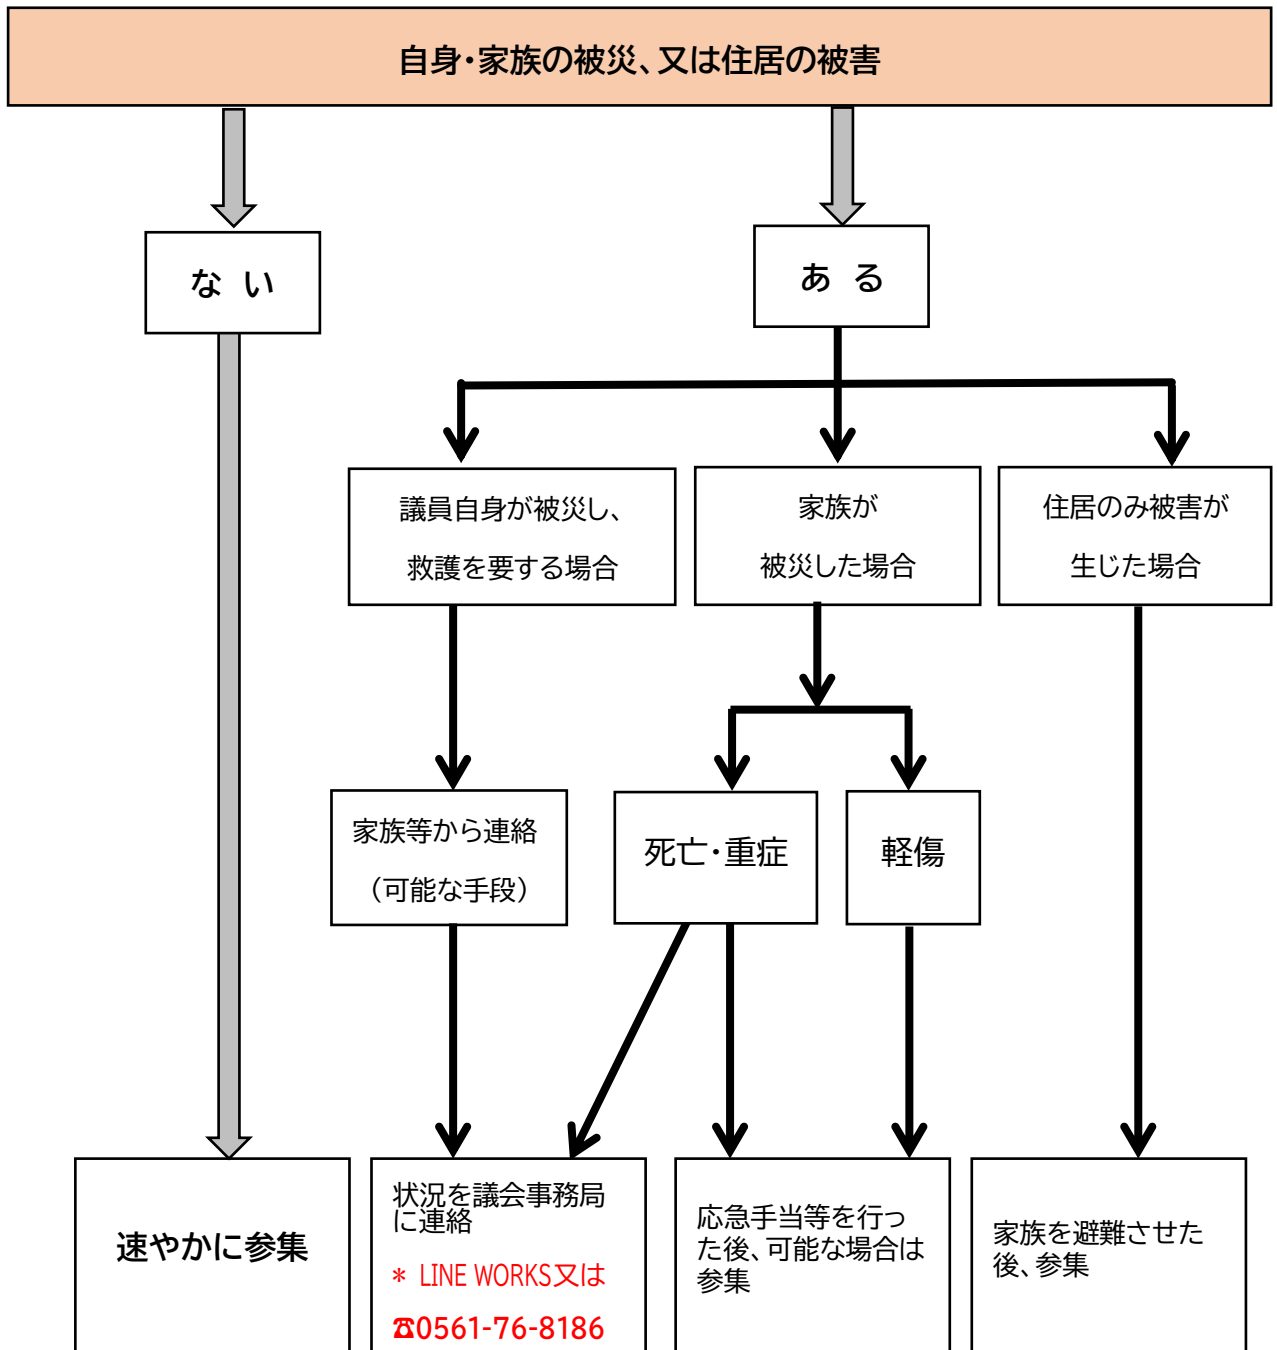 自身・家族の被災、又は住居の被害
ない
ある
議員自身が被災し、
救護を要する場合
家族が
被災した場合
住居のみ被害が
生じた場合
家族等から連絡
（可能な手段）
死亡・重症
軽傷
速やかに参集
状況を議会事務局
に連絡
* LINE WORKS又は
☎0561-76-8186
応急手当等を行っ
た後、可能な場合は
参集
家族を避難させた
後、参集